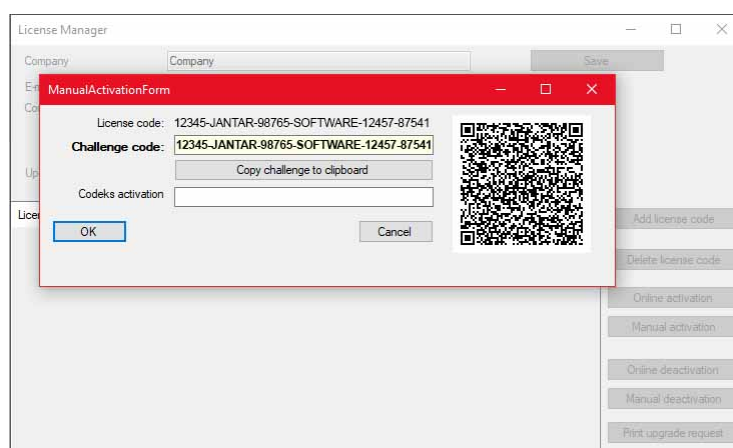 License Manager
Company
Company
Save
ManualActivationForm
License code:
12345-JANTAR-98765-SOFTWARE-12457-87541
Challenge code:
12345-JANTAR-98765-SOFTWARE-12457-87541
Copy challenge to clipboard
Codeks activation
OK
Cancel
Add license code
Delete license code
Online activation
Manual activation
Online deactivation
Manual deactivation
Print upgrade request